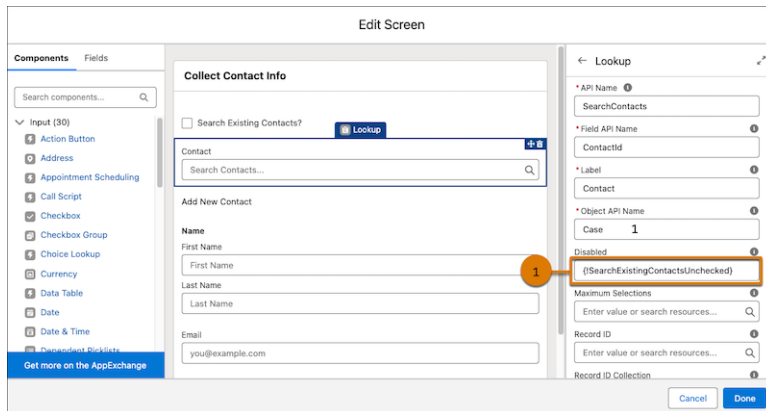 Edit Screen
Components Fields
Search components...
Input (30)
Action Button
Address
Appointment Scheduling
Call Script
Checkbox
Checkbox Group
Choice Lookup
Currency
Data Table
Date
Date & Time
Dependent Picklists
Get more on the AppExchange
Collect Contact Info
Search Existing Contacts?
Lookup
Contact
Search Contacts...
Add New Contact
Name
First Name
First Name
Last Name
Last Name
Email
you@example.com
Lookup
* API Name
SearchContacts
* Field API Name
ContactId
* Label
Contact
* Object API Name
Case 1
Disabled
1
{!SearchExistingContactsUnchecked}
Maximum Selections
Enter value or search resources...
Record ID
Enter value or search resources...
Record ID Collection
Cancel Done